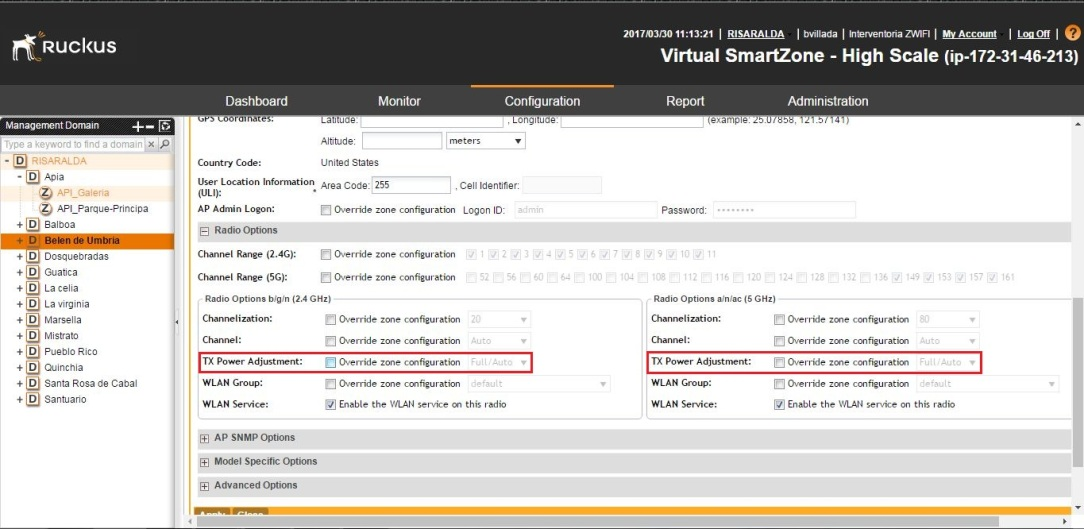 2017/03/30 11:13:21 | RISARALDA | bvillada | Interventoria ZWIFI | My Account | Log Off | ?
RUCKUS
Virtual SmartZone - High Scale (ip-172-31-46-213)
Dashboard Monitor Configuration Report Administration
Management Domain
Type a keyword to find a domain
- D RISARALDA
- D Apia
Z API_Galeria
Z API_Parque-Principa
+ D Balboa
+ D Belen de Umbria
+ D Dosquebradas
+ D Guatica
+ D La celia
+ D La virginia
+ D Marsella
+ D Mistrato
+ D Pueblo Rico
+ D Quinchia
+ D Santa Rosa de Cabal
+ D Santuario
GPS Coordinates: Latitude: , Longitude: (example: 25.07858, 121.57141)
Altitude: meters
Country Code: United States
User Location Information (ULI): * Area Code: 255 , Cell Identifier:
AP Admin Logon: Override zone configuration Logon ID: admin Password: ••••••••
Radio Options
Channel Range (2.4G): Override zone configuration 1 2 3 4 5 6 7 8 9 10 11
Channel Range (5G): Override zone configuration 52 56 60 64 100 104 108 112 116 120 124 128 132 136 149 153 157 161
Radio Options b/g/n (2.4 GHz)
Channelization: Override zone configuration 20
Channel: Override zone configuration Auto
TX Power Adjustment: Override zone configuration Full/Auto
WLAN Group: Override zone configuration default
WLAN Service: Enable the WLAN service on this radio
Radio Options a/n/ac (5 GHz)
Channelization: Override zone configuration 80
Channel: Override zone configuration Auto
TX Power Adjustment: Override zone configuration Full/Auto
WLAN Group: Override zone configuration default
WLAN Service: Enable the WLAN service on this radio
AP SNMP Options
Model Specific Options
Advanced Options
Apply Close